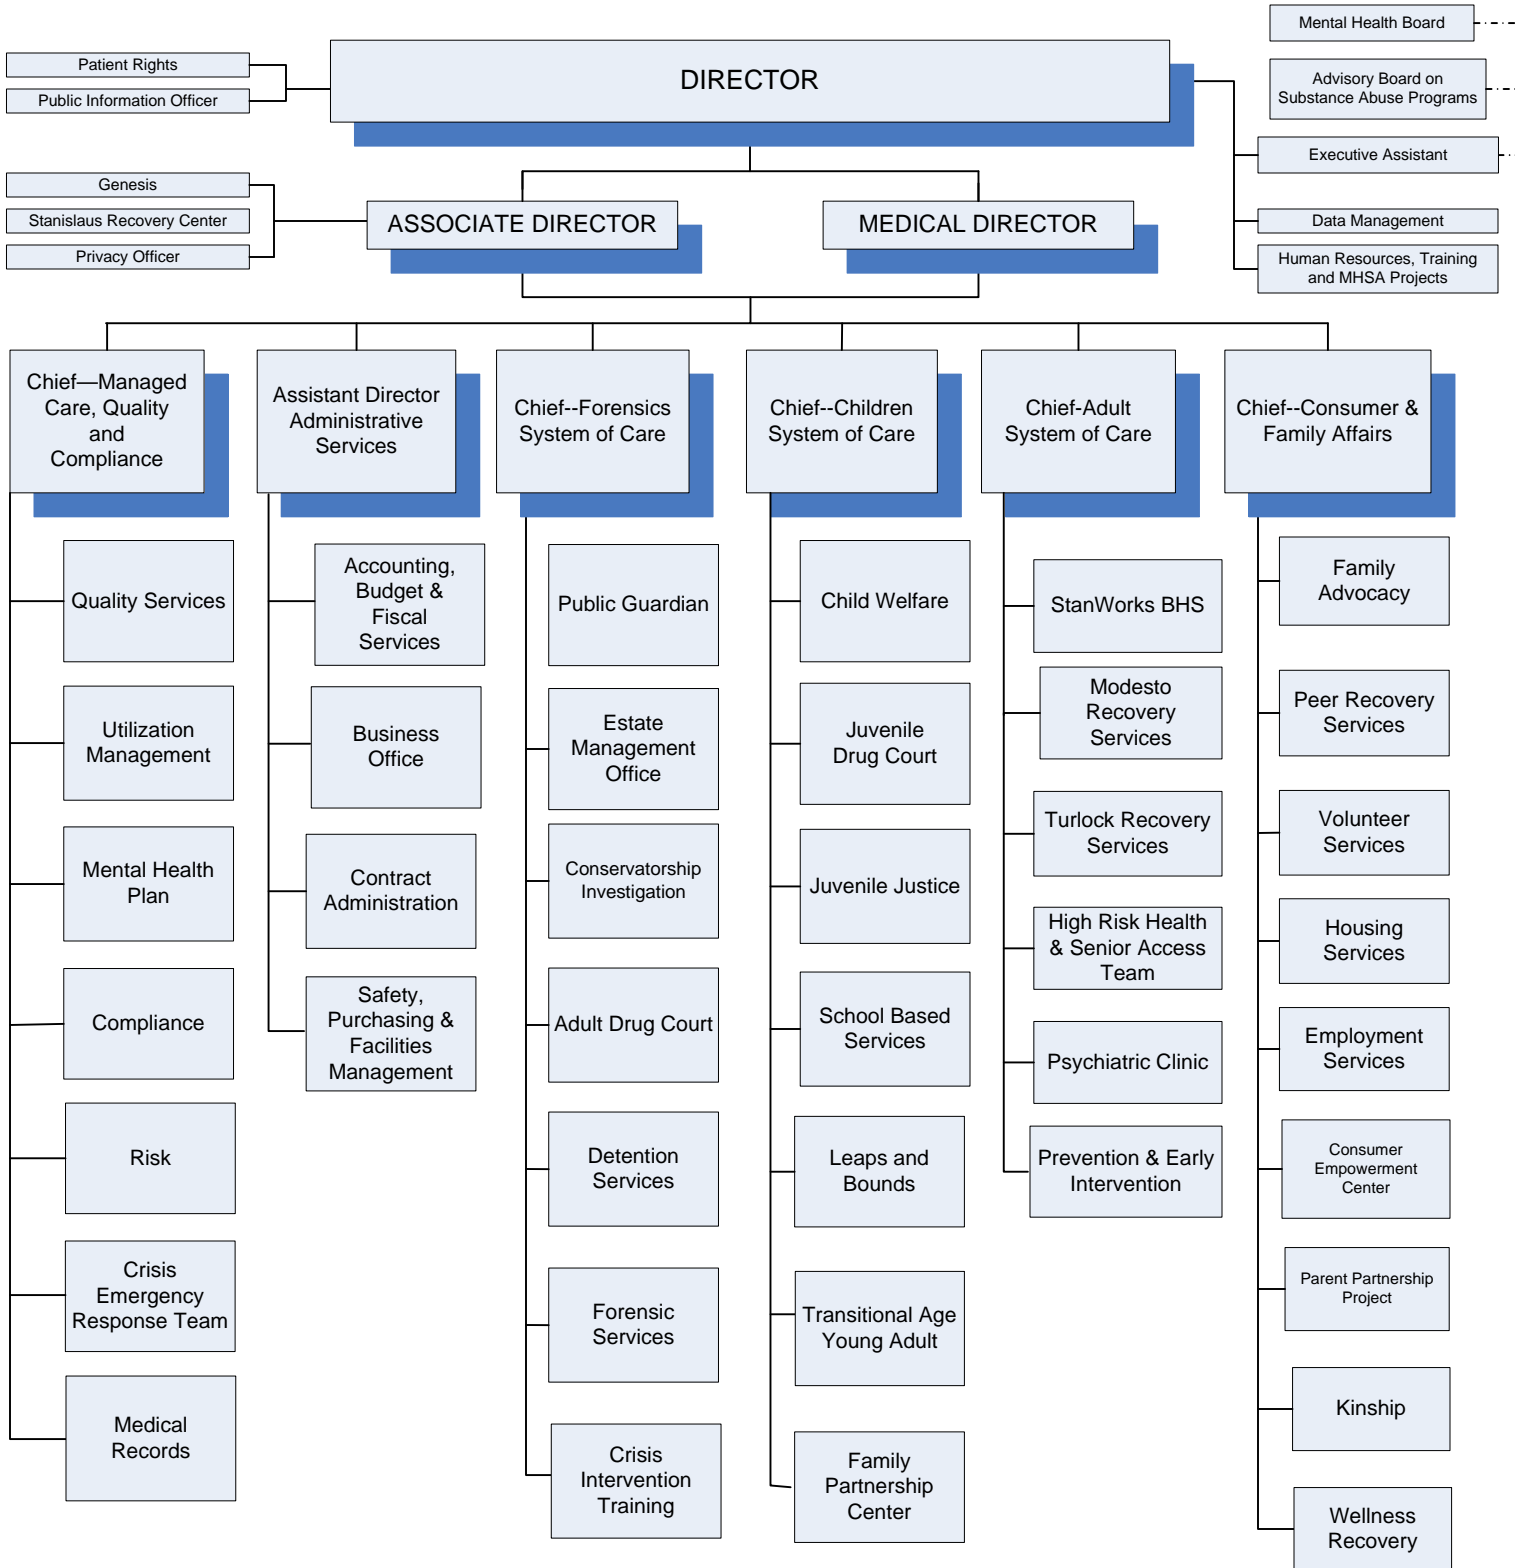 Mental Health Board
Patient Rights
Public Information Officer
DIRECTOR
Advisory Board on
Substance Abuse Programs
Executive Assistant
Genesis
Stanislaus Recovery Center
Privacy Officer
ASSOCIATE DIRECTOR
MEDICAL DIRECTOR
Data Management
Human Resources, Training
and MHSA Projects
Chief—Managed
Care, Quality
and
Compliance
Assistant Director
Administrative
Services
Chief--Forensics
System of Care
Chief--Children
System of Care
Chief-Adult
System of Care
Chief--Consumer &
Family Affairs
Quality Services
Utilization
Management
Mental Health
Plan
Compliance
Risk
Crisis
Emergency
Response Team
Medical
Records
Accounting,
Budget &
Fiscal
Services
Business
Office
Contract
Administration
Safety,
Purchasing &
Facilities
Management
Public Guardian
Estate
Management
Office
Conservatorship
Investigation
Adult Drug Court
Detention
Services
Forensic
Services
Crisis
Intervention
Training
Child Welfare
Juvenile
Drug Court
Juvenile Justice
School Based
Services
Leaps and
Bounds
Transitional Age
Young Adult
Family
Partnership
Center
StanWorks BHS
Modesto
Recovery
Services
Turlock Recovery
Services
High Risk Health
& Senior Access
Team
Psychiatric Clinic
Prevention & Early
Intervention
Family
Advocacy
Peer Recovery
Services
Volunteer
Services
Housing
Services
Employment
Services
Consumer
Empowerment
Center
Parent Partnership
Project
Kinship
Wellness
Recovery